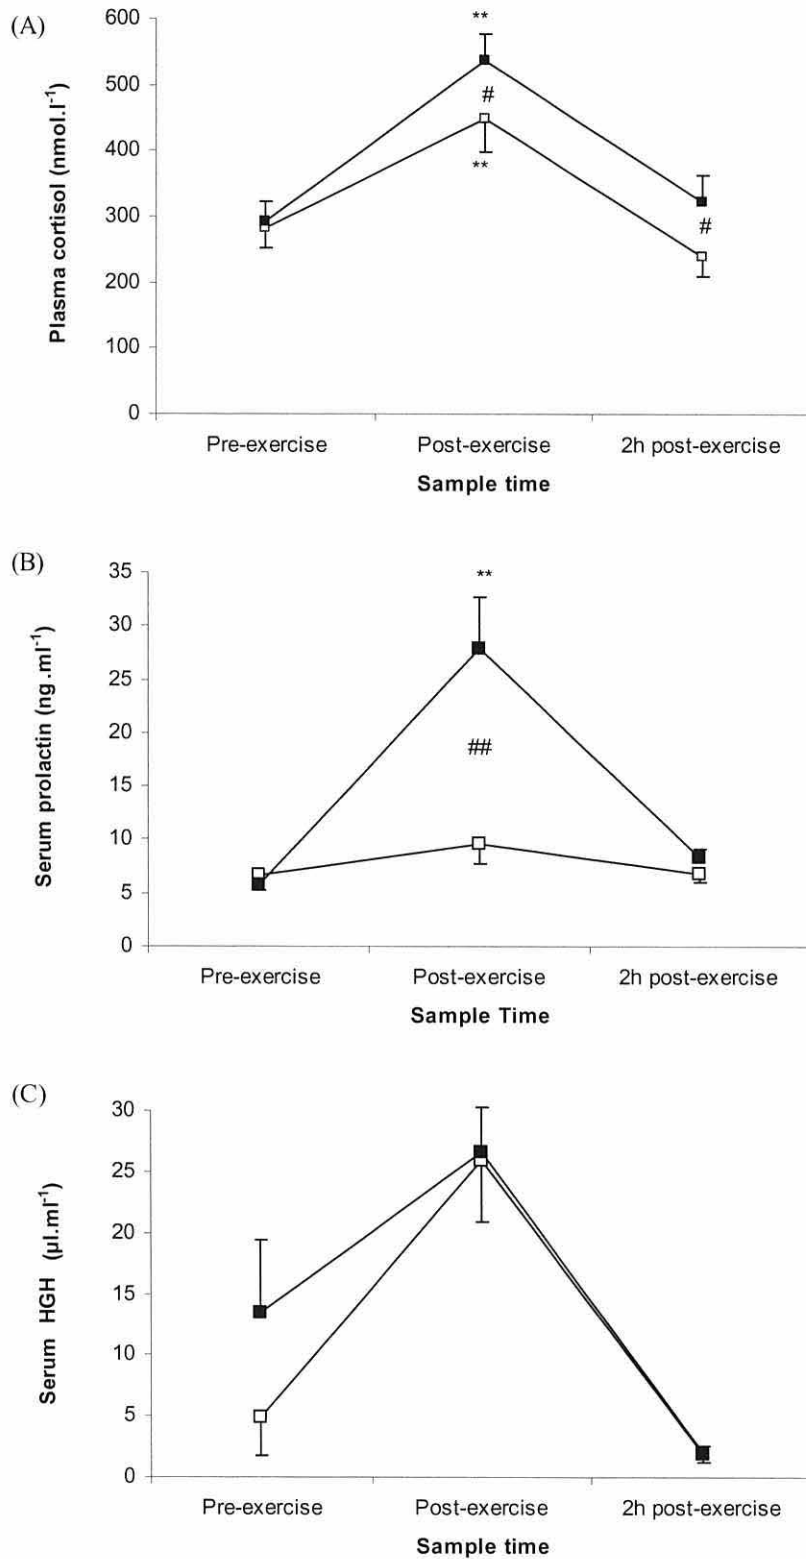 (A)
Plasma cortisol (nmol.l⁻¹)
600
500
400
300
200
100
0
**
#
**
#
Pre-exercise Post-exercise 2h post-exercise
Sample time
(B)
Serum prolactin (ng.ml⁻¹)
35
30
25
20
15
10
5
0
**
##
Pre-exercise Post-exercise 2h post-exercise
Sample Time
(C)
Serum HGH (µl.ml⁻¹)
30
25
20
15
10
5
0
Pre-exercise Post-exercise 2h post-exercise
Sample time